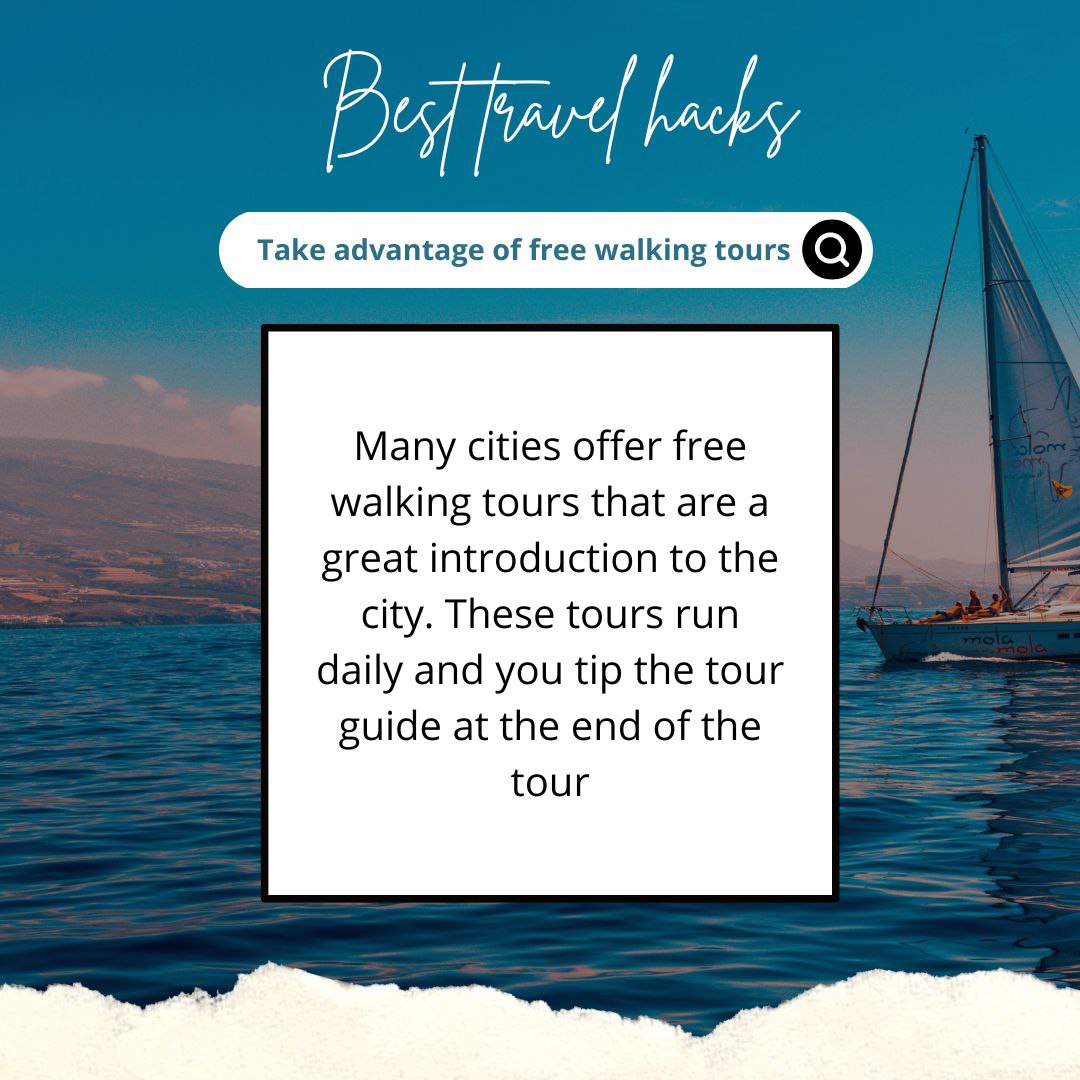 Best travel hacks
Take advantage of free walking tours
Many cities offer free
walking tours that are a
great introduction to the
city. These tours run
daily and you tip the tour
guide at the end of the
tour
mola
mola
mola